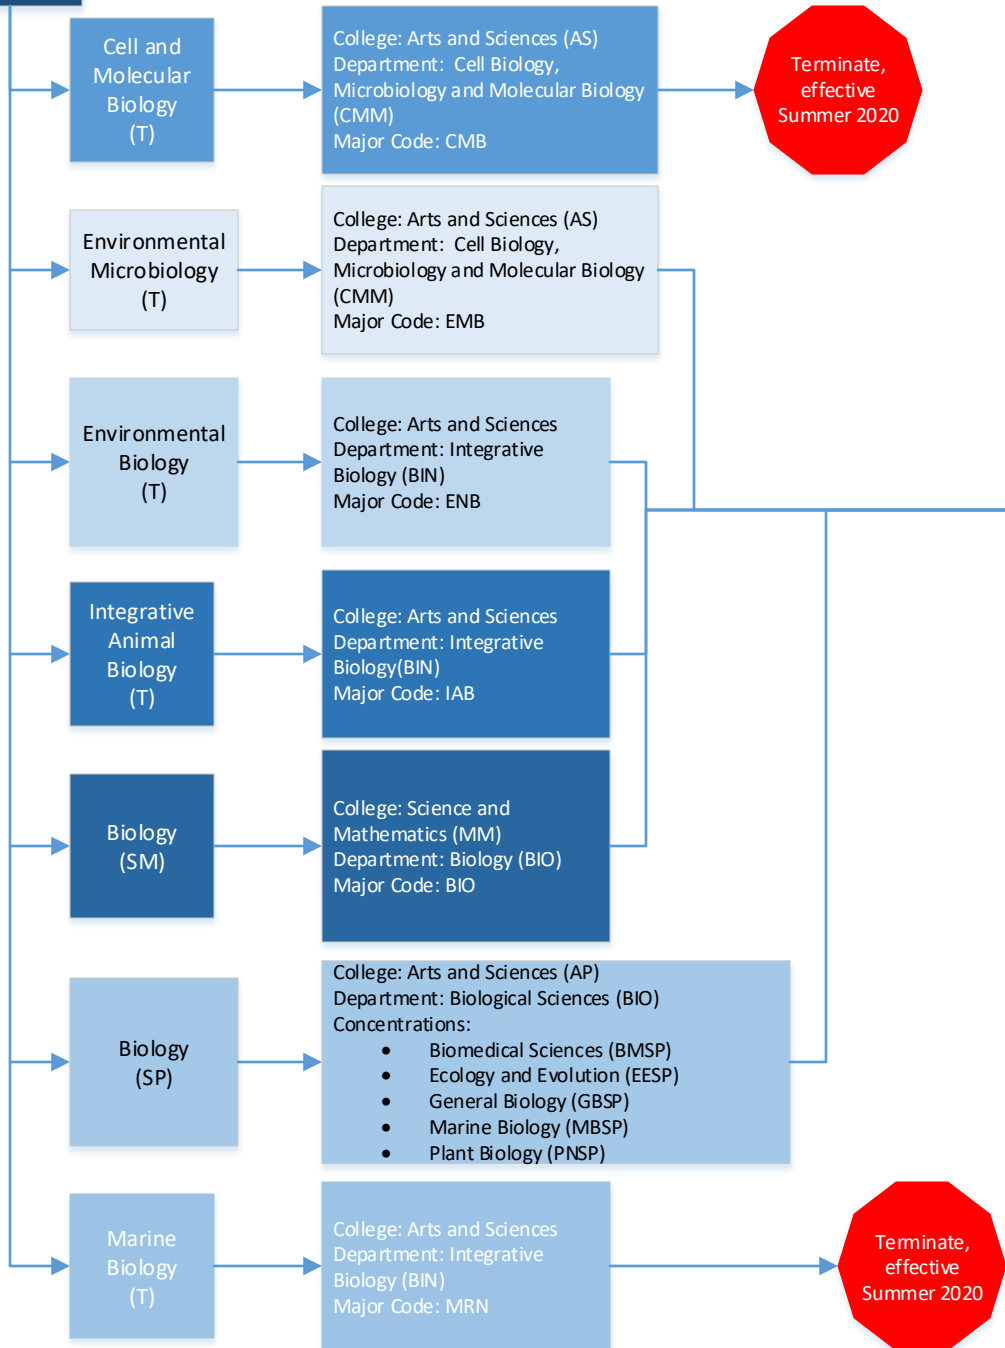 Cell and
Molecular
Biology
(T)
College: Arts and Sciences (AS)
Department:  Cell Biology,
Microbiology and Molecular Biology
(CMM)
Major Code: CMB
Terminate,
effective
Summer 2020
Environmental
Microbiology
(T)
College: Arts and Sciences (AS)
Department:  Cell Biology,
Microbiology and Molecular Biology
(CMM)
Major Code: EMB
Environmental
Biology
(T)
College: Arts and Sciences
Department: Integrative
Biology (BIN)
Major Code: ENB
Integrative
Animal
Biology
(T)
College: Arts and Sciences
Department: Integrative
Biology(BIN)
Major Code: IAB
Biology
(SM)
College: Science and
Mathematics (MM)
Department: Biology (BIO)
Major Code: BIO
Biology
(SP)
College: Arts and Sciences (AP)
Department: Biological Sciences (BIO)
Concentrations:
• Biomedical Sciences (BMSP)
• Ecology and Evolution (EESP)
• General Biology (GBSP)
• Marine Biology (MBSP)
• Plant Biology (PNSP)
Marine
Biology
(T)
College: Arts and Sciences
Department: Integrative
Biology (BIN)
Major Code: MRN
Terminate,
effective
Summer 2020